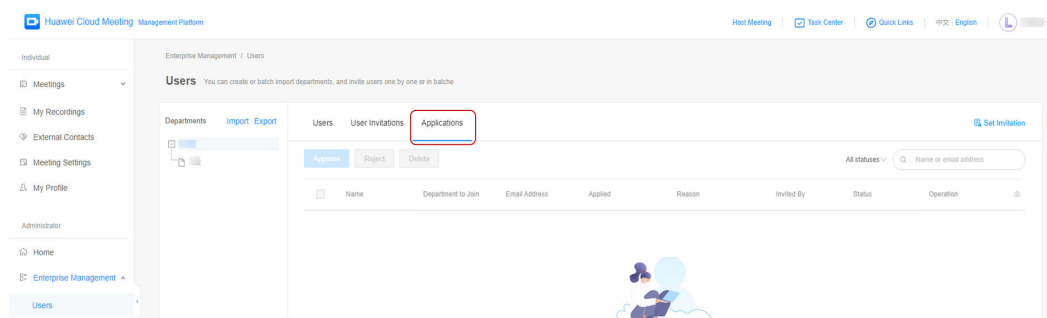 Huawei Cloud Meeting Management Platform
Host Meeting Task Center Quick Links 中文 English
L
Individual
Meetings
My Recordings
External Contacts
Meeting Settings
My Profile
Administrator
Home
Enterprise Management
Users
Enterprise Management / Users
Users You can create or batch import departments, and invite users one by one or in batche
Departments Import Export
Users User Invitations Applications Set Invitation
Approve Reject Delete All statuses Name or email address
Name Department to Join Email Address Applied Reason Invited By Status Operation